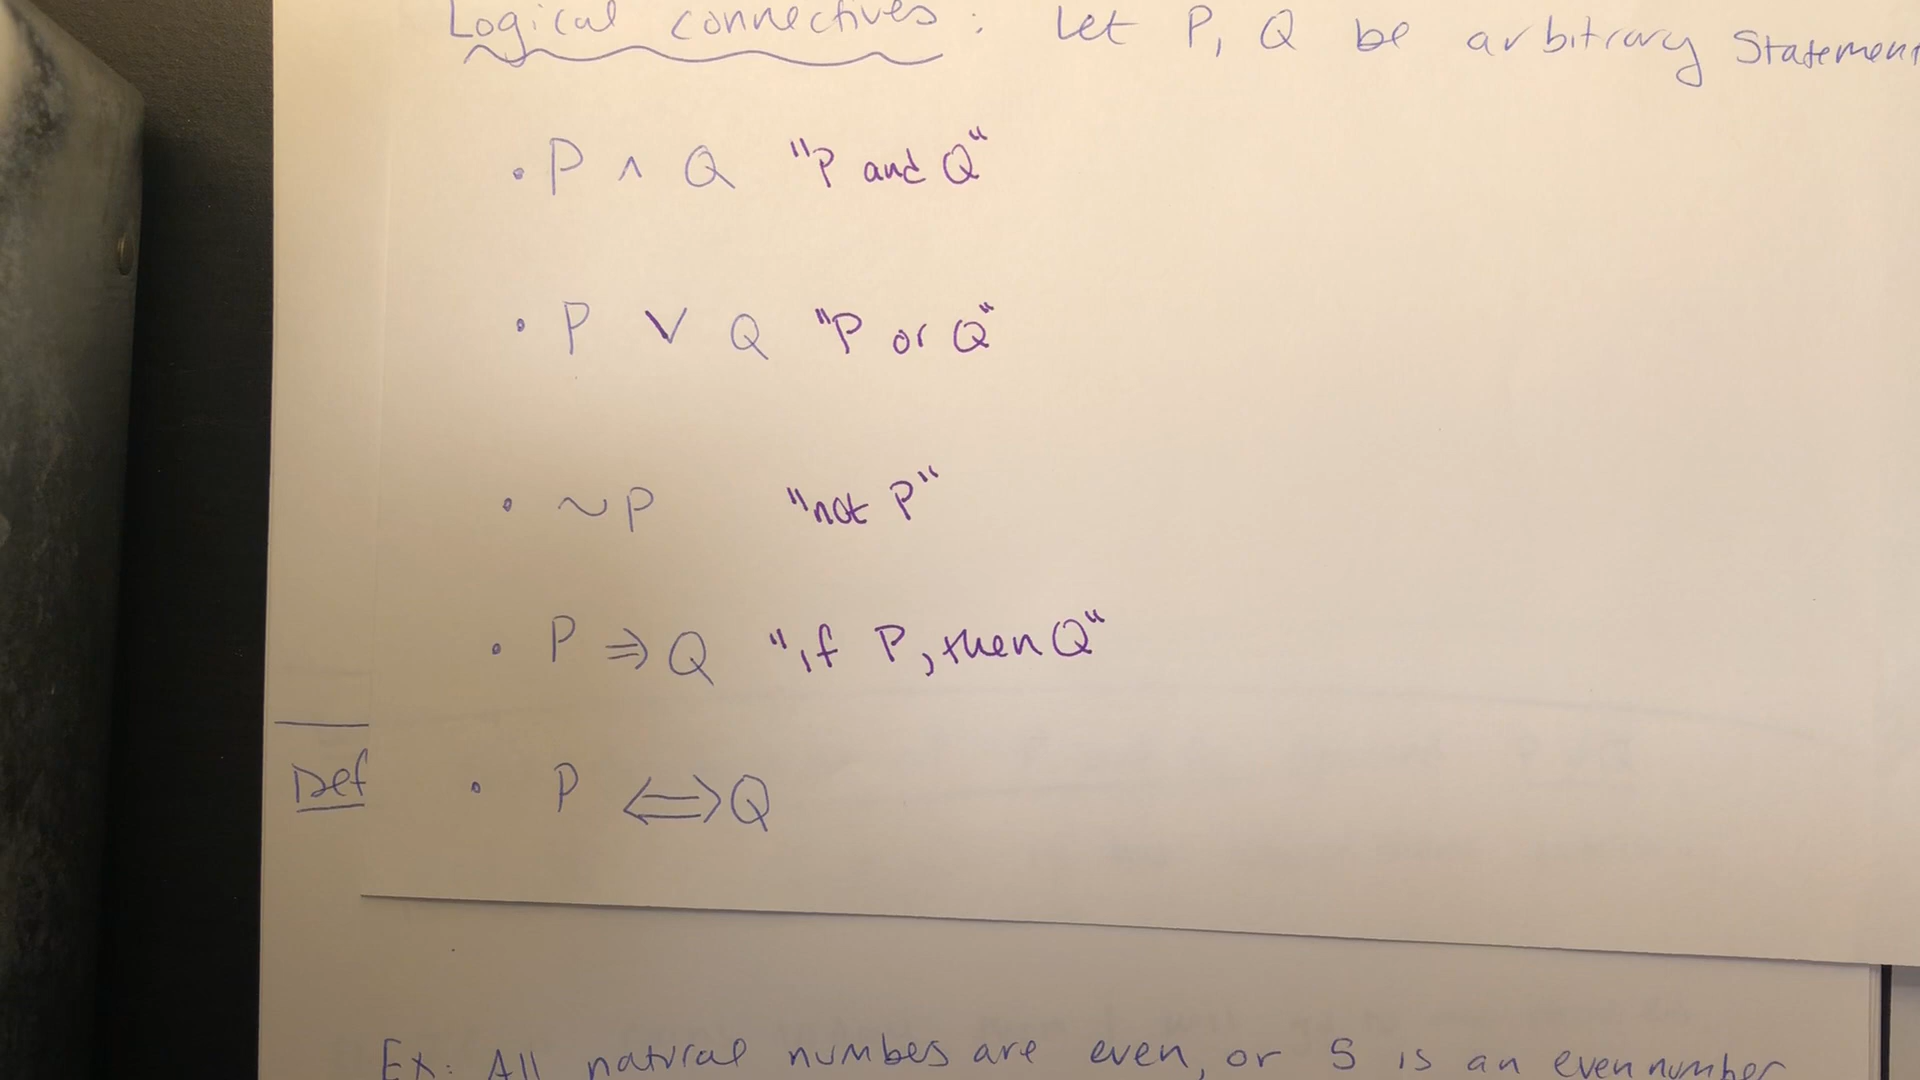 Logical connectives: Let P, Q be arbitrary Statement
• P ∧ Q "P and Q"
• P ∨ Q "P or Q"
• ~P "not P"
• P ⇒ Q "if P, then Q"
Def • P ⇔ Q
Ex: All natural numbes are even, or 5 is an even number